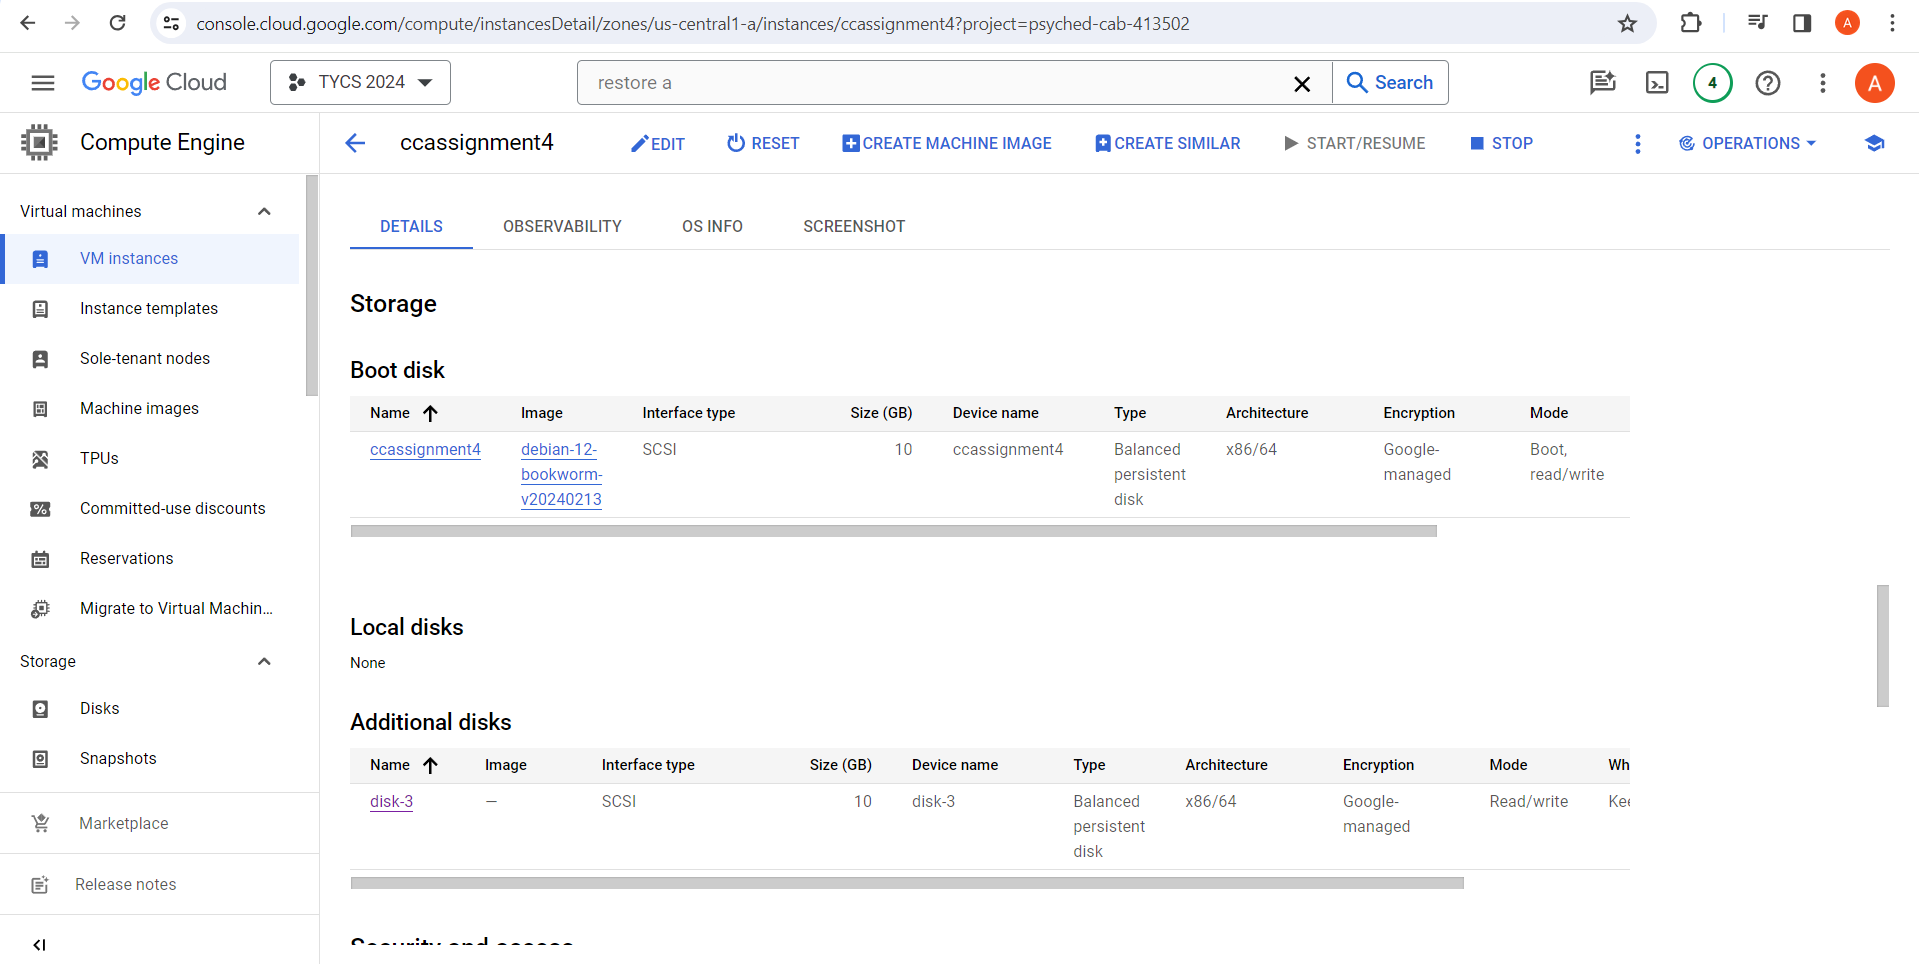 console.cloud.google.com/compute/instancesDetail/zones/us-central1-a/instances/ccassignment4?project=psyched-cab-413502
A
Google Cloud
TYCS 2024
restore a
Search
4
A
Compute Engine
ccassignment4
EDIT
RESET
CREATE MACHINE IMAGE
CREATE SIMILAR
START/RESUME
STOP
OPERATIONS
Virtual machines
VM instances
Instance templates
Sole-tenant nodes
Machine images
TPUs
Committed-use discounts
Reservations
Migrate to Virtual Machin...
Storage
Disks
Snapshots
Marketplace
Release notes
DETAILS
OBSERVABILITY
OS INFO
SCREENSHOT
Storage
Boot disk
Name Image Interface type Size (GB) Device name Type Architecture Encryption Mode
ccassignment4 debian-12- SCSI 10 ccassignment4 Balanced x86/64 Google- Boot,
bookworm- persistent managed read/write
v20240213 disk
Local disks
None
Additional disks
Name Image Interface type Size (GB) Device name Type Architecture Encryption Mode Wh
disk-3 — SCSI 10 disk-3 Balanced x86/64 Google- Read/write Kee
persistent managed
disk
Security and access